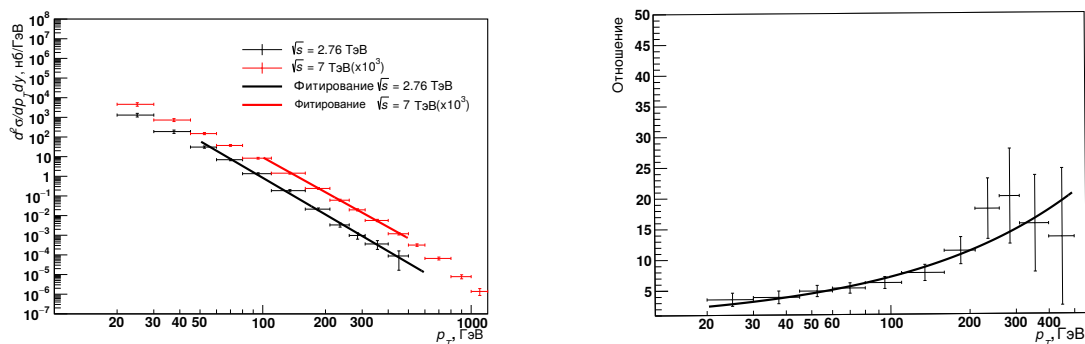 10⁸
10⁷
10⁶
10⁵
10⁴
10³
10²
10
1
10⁻¹
10⁻²
10⁻³
10⁻⁴
10⁻⁵
10⁻⁶
10⁻⁷
d²σ/dp_T dy, нб/ГэВ
√s = 2.76 ТэВ
√s = 7 ТэВ(x10³)
Фитирование √s = 2.76 ТэВ
Фитирование √s = 7 ТэВ(x10³)
20 30 40 50 100 200 300 1000
p_T, ГэВ
Отношение
50
45
40
35
30
25
20
15
10
5
20 30 40 50 60 100 200 300 400
p_T, ГэВ